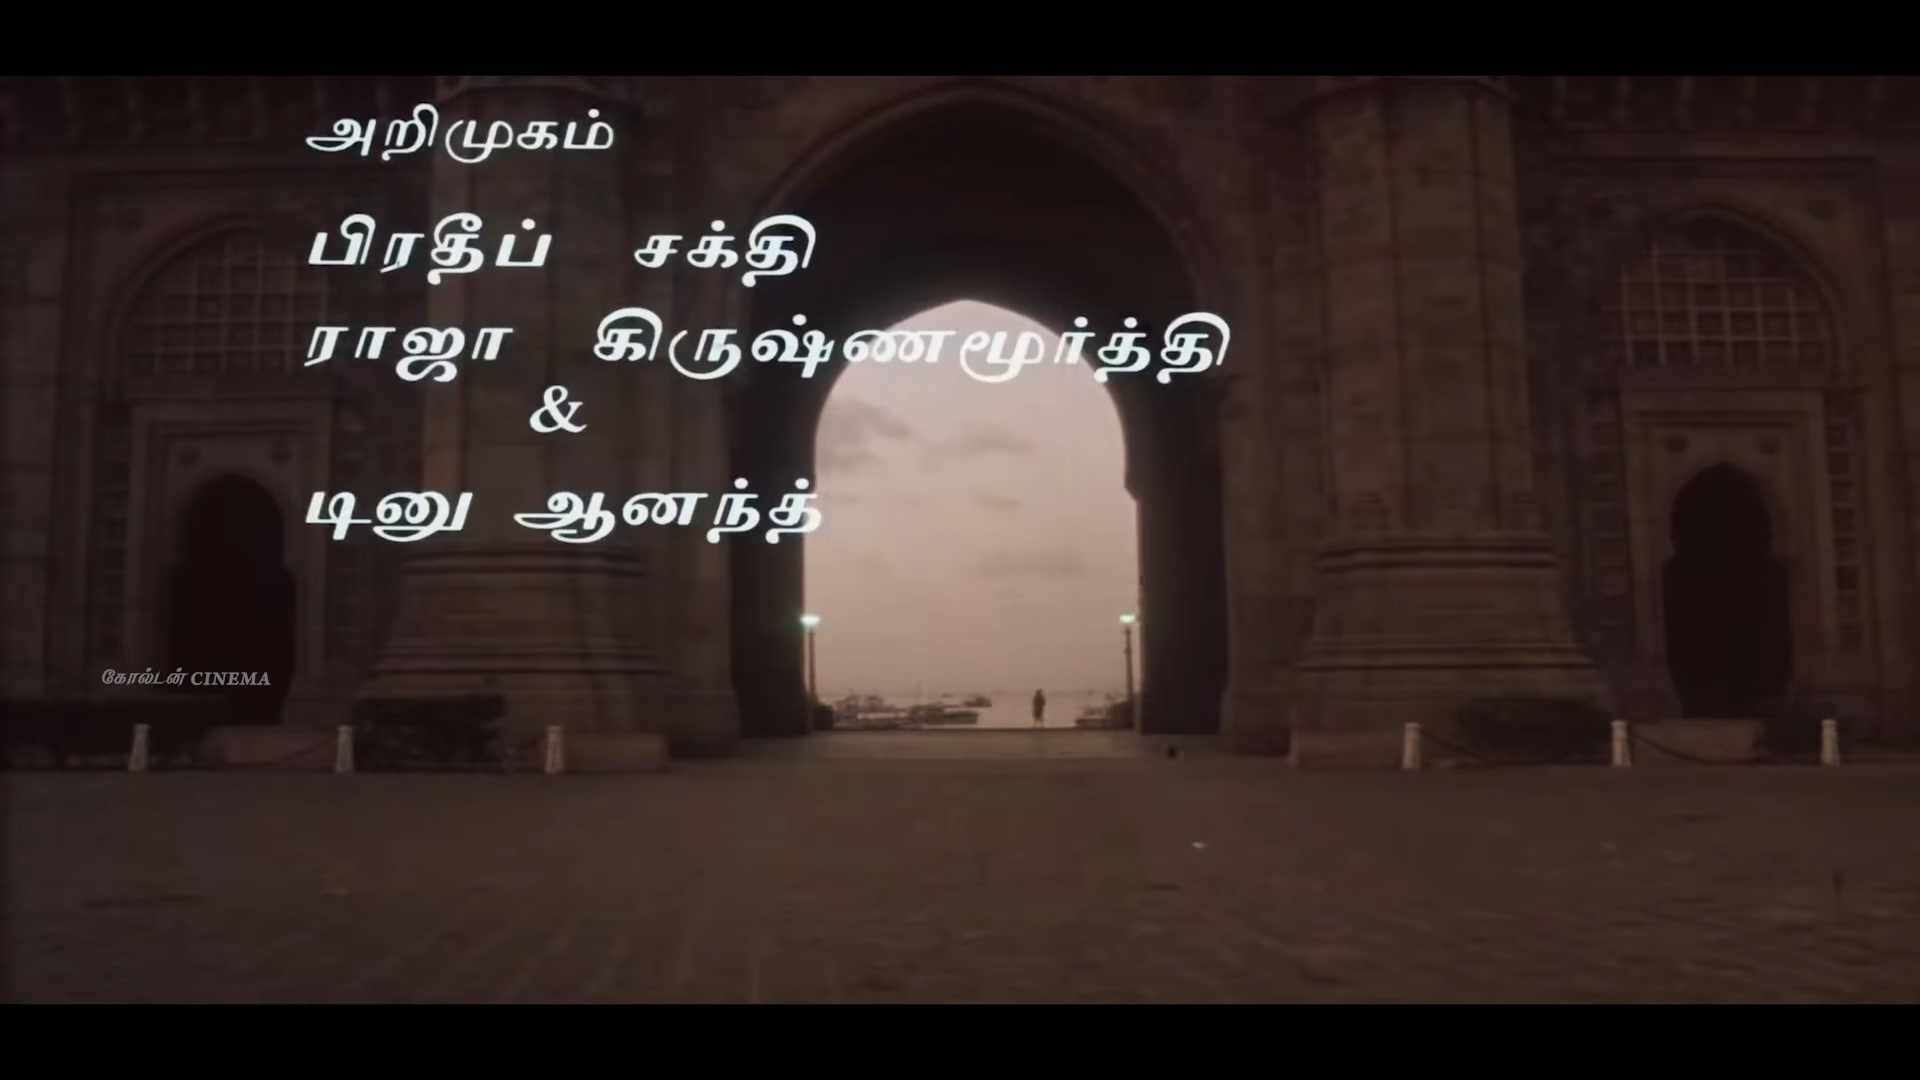 அறிமுகம்
பிரதீப் சக்தி
ராஜா கிருஷ்ணமூர்த்தி
&
டினு ஆனந்த்
கோல்டன் CINEMA